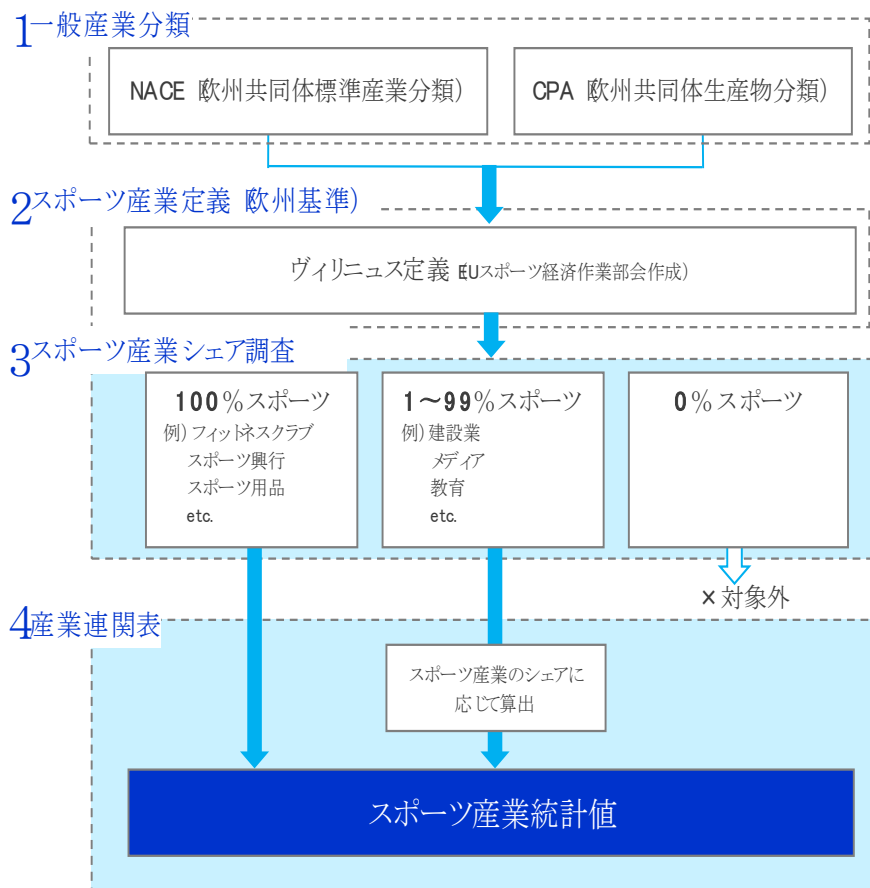 1一般産業分類
NACE 欧州共同体標準産業分類)
CPA 欧州共同体生産物分類)
2スポーツ産業定義 欧州基準)
ヴィリニュス定義 EUスポーツ経済作業部会作成)
3スポーツ産業シェア調査
100%スポーツ
例)フィットネスクラブ
スポーツ興行
スポーツ用品
etc.
1〜99%スポーツ
例)建設業
メディア
教育
etc.
0%スポーツ
×対象外
4産業連関表
スポーツ産業のシェアに
応じて算出
スポーツ産業統計値